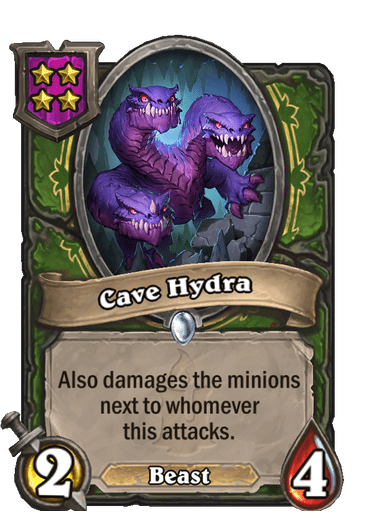 Cave Hydra
Also damages the minions
next to whomever
this attacks.
2
Beast
4